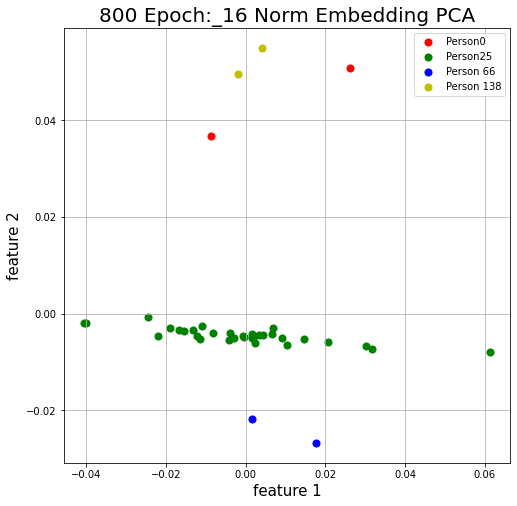 800 Epoch:_16 Norm Embedding PCA
Person0
Person25
Person 66
Person 138
feature 2
0.04
0.02
0.00
−0.02
−0.04
−0.02
0.00
0.02
0.04
0.06
feature 1